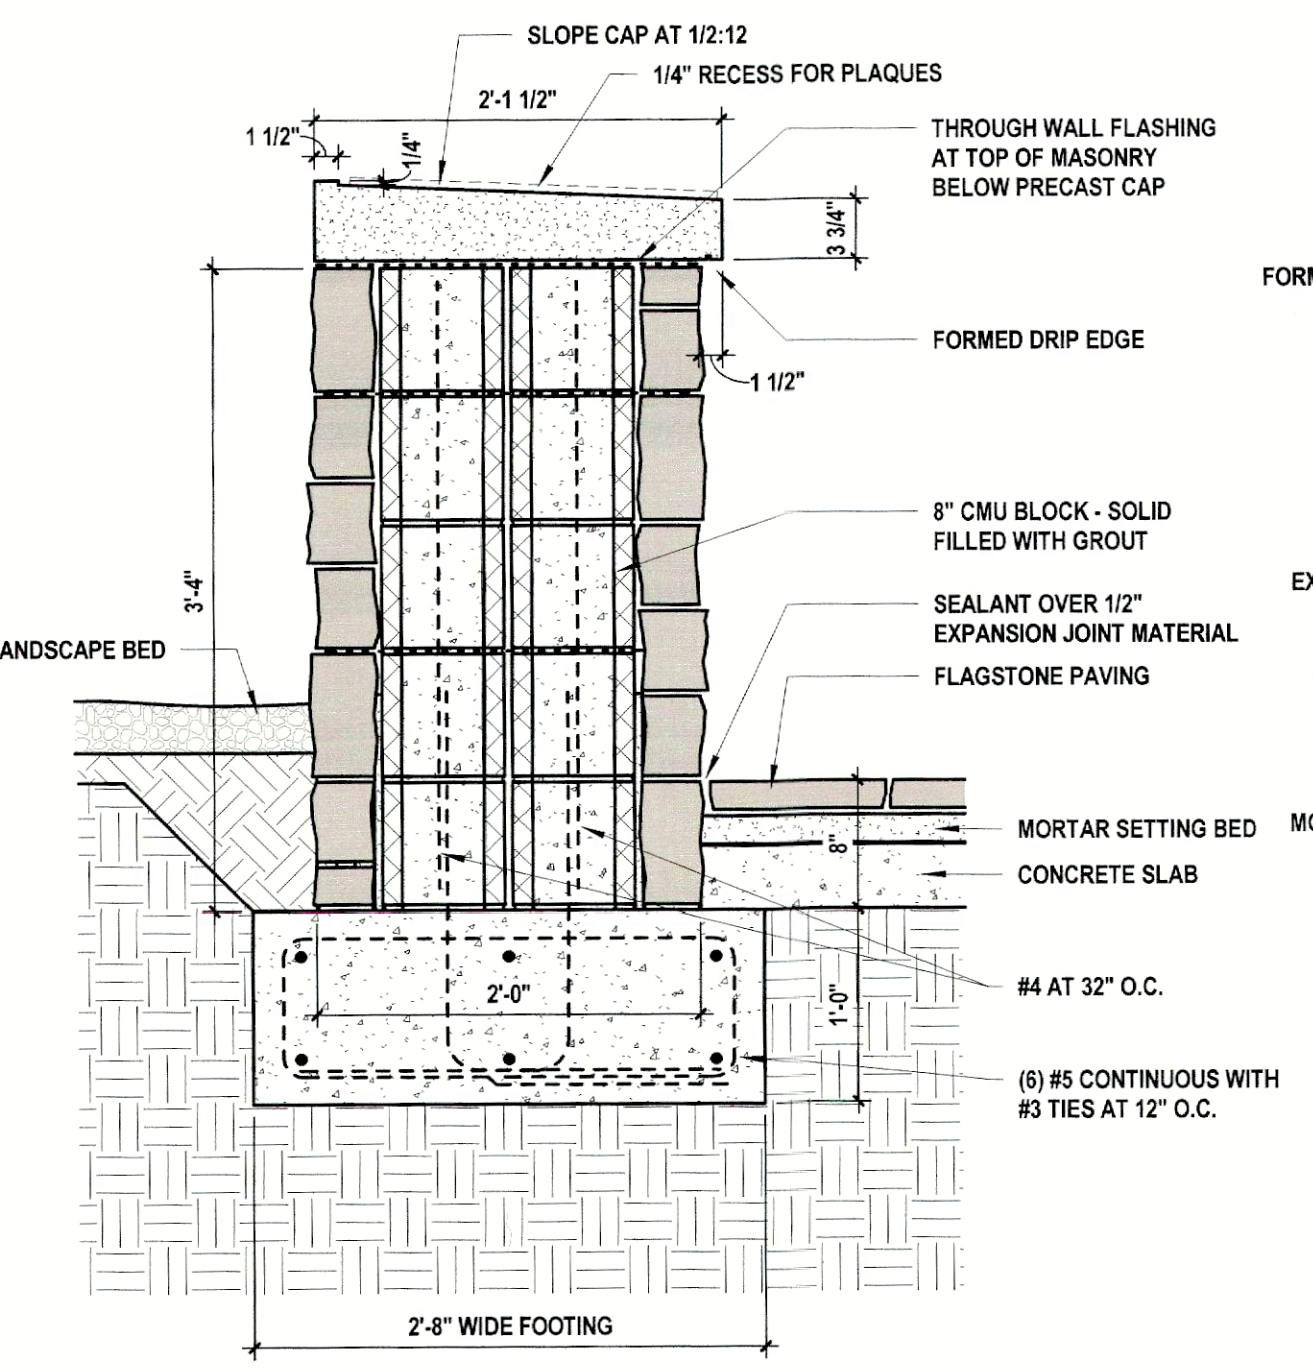 SLOPE CAP AT 1/2:12
1/4" RECESS FOR PLAQUES
2'-1 1/2"
1 1/2"
1/4"
THROUGH WALL FLASHING
AT TOP OF MASONRY
BELOW PRECAST CAP
3 3/4"
FORM
FORMED DRIP EDGE
1 1/2"
8" CMU BLOCK - SOLID
FILLED WITH GROUT
3'-4"
EX
SEALANT OVER 1/2"
EXPANSION JOINT MATERIAL
ANDSCAPE BED
FLAGSTONE PAVING
MORTAR SETTING BED
MO
8"
CONCRETE SLAB
#4 AT 32" O.C.
2'-0"
1'-0"
(6) #5 CONTINUOUS WITH
#3 TIES AT 12" O.C.
2'-8" WIDE FOOTING